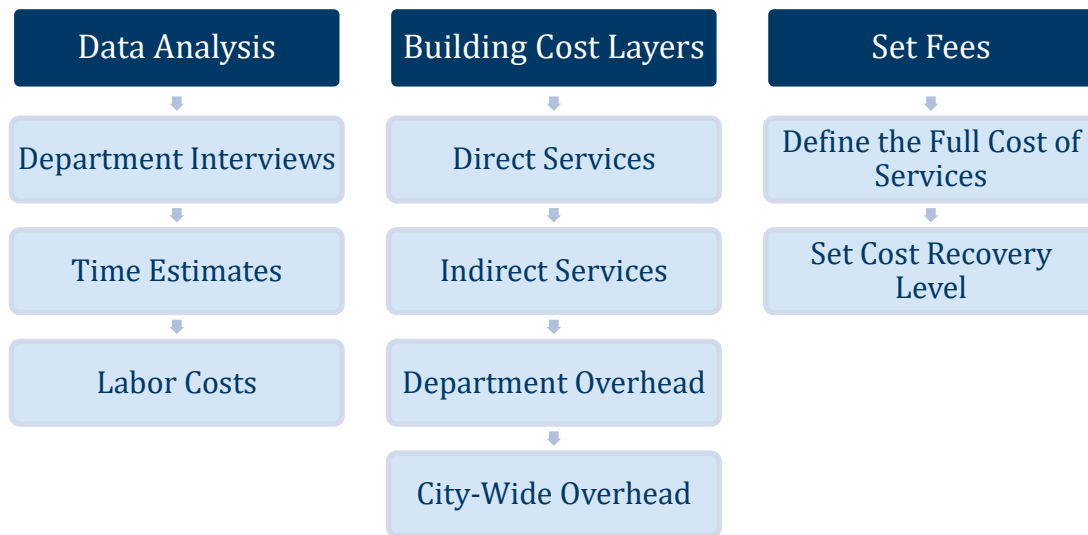 Data Analysis
Department Interviews
Time Estimates
Labor Costs
Building Cost Layers
Direct Services
Indirect Services
Department Overhead
City-Wide Overhead
Set Fees
Define the Full Cost of
Services
Set Cost Recovery
Level